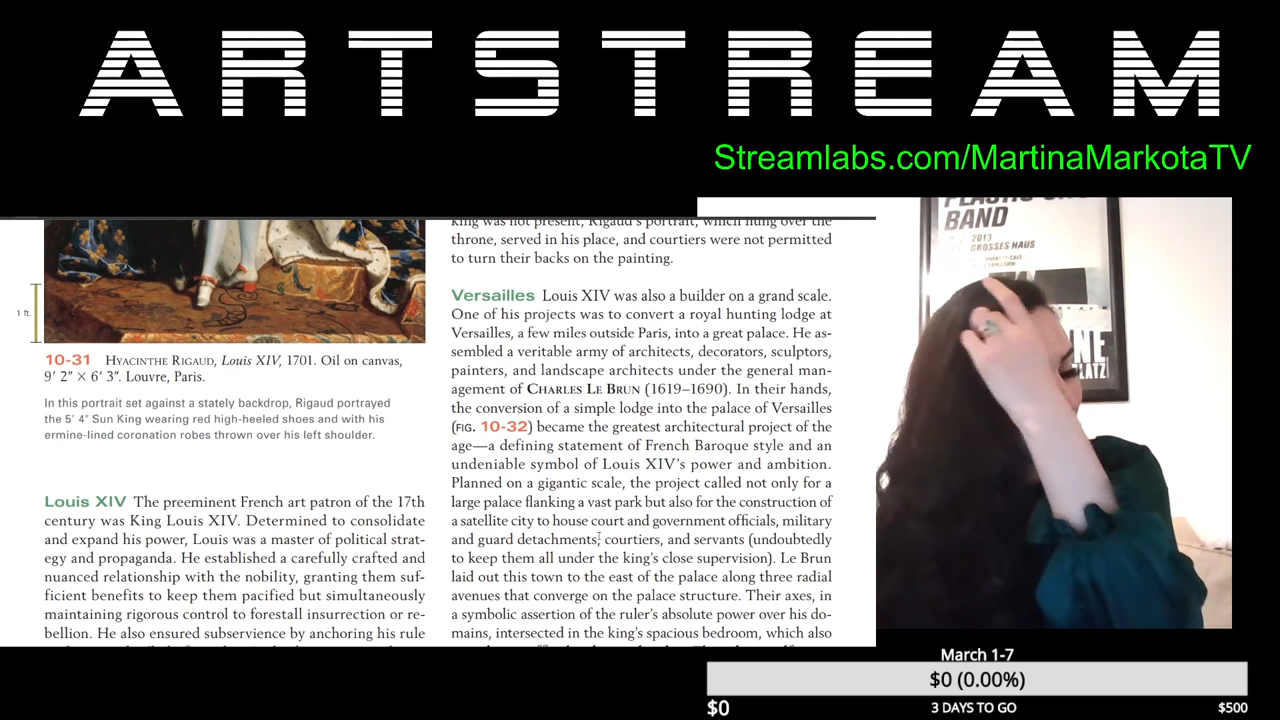 ARTSTREAM
Streamlabs.com/MartinaMarkotaTV
1 ft.
10-31 Hyacinthe Rigaud, Louis XIV, 1701. Oil on canvas,
9' 2" × 6' 3". Louvre, Paris.
In this portrait set against a stately backdrop, Rigaud portrayed
the 5' 4" Sun King wearing red high-heeled shoes and with his
ermine-lined coronation robes thrown over his left shoulder.
Louis XIV The preeminent French art patron of the 17th
century was King Louis XIV. Determined to consolidate
and expand his power, Louis was a master of political strat-
egy and propaganda. He established a carefully crafted and
nuanced relationship with the nobility, granting them suf-
ficient benefits to keep them pacified but simultaneously
maintaining rigorous control to forestall insurrection or re-
bellion. He also ensured subservience by anchoring his rule
king was not present, Rigaud's portrait, which hung over the
throne, served in his place, and courtiers were not permitted
to turn their backs on the painting.
Versailles Louis XIV was also a builder on a grand scale.
One of his projects was to convert a royal hunting lodge at
Versailles, a few miles outside Paris, into a great palace. He as-
sembled a veritable army of architects, decorators, sculptors,
painters, and landscape architects under the general man-
agement of Charles Le Brun (1619–1690). In their hands,
the conversion of a simple lodge into the palace of Versailles
(FIG. 10-32) became the greatest architectural project of the
age—a defining statement of French Baroque style and an
undeniable symbol of Louis XIV's power and ambition.
Planned on a gigantic scale, the project called not only for a
large palace flanking a vast park but also for the construction of
a satellite city to house court and government officials, military
and guard detachments, courtiers, and servants (undoubtedly
to keep them all under the king's close supervision). Le Brun
laid out this town to the east of the palace along three radial
avenues that converge on the palace structure. Their axes, in
a symbolic assertion of the ruler's absolute power over his do-
mains, intersected in the king's spacious bedroom, which also
BAND
2013
GROSSES HAUS
PLATZ
March 1-7
$0 (0.00%)
$0 3 DAYS TO GO $500